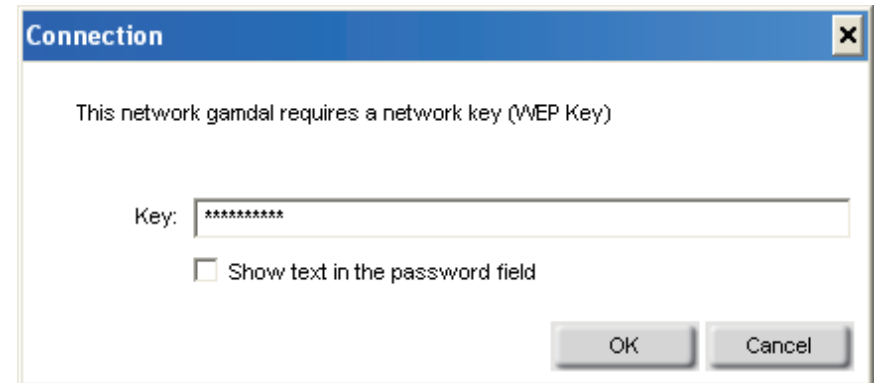 Connection
This network gamdal requires a network key (WEP Key)
Key: **********
Show text in the password field
OK Cancel